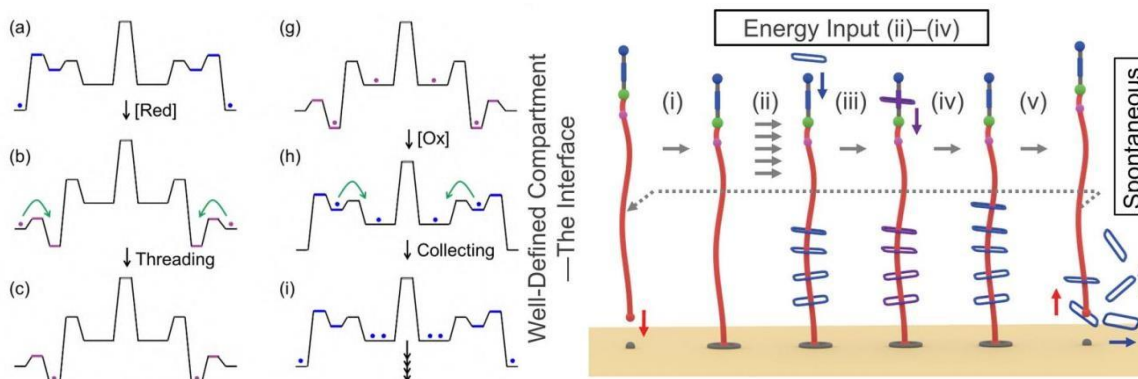 (a)
[Red]
(b)
Threading
(c)
(g)
[Ox]
(h)
Collecting
(i)
Well-Defined Compartment
—The Interface
Energy Input (ii)–(iv)
(i)
(ii)
(iii)
(iv)
(v)
Spontaneous